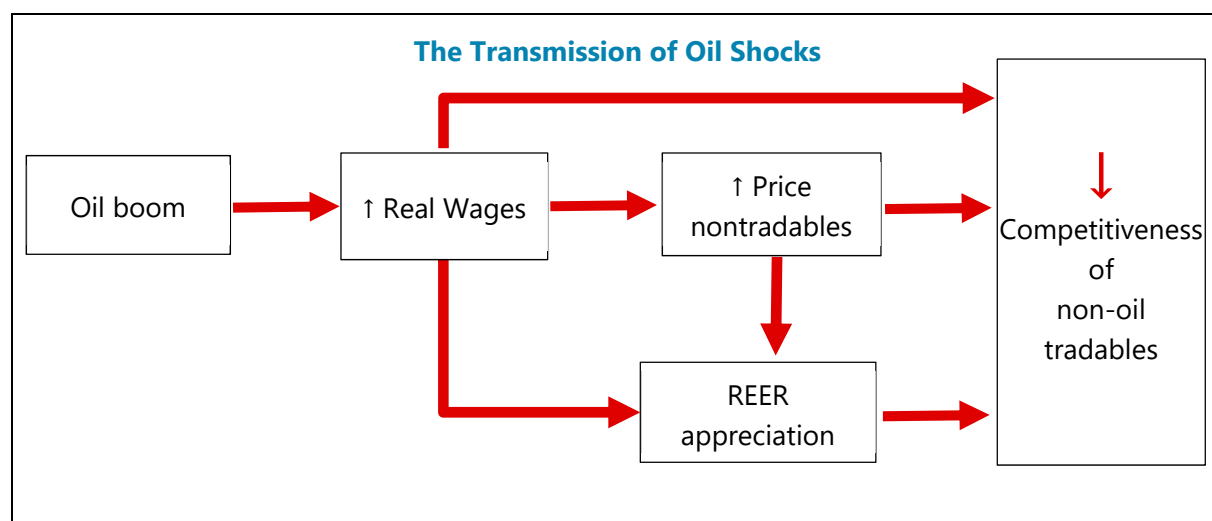 The Transmission of Oil Shocks
Oil boom
↑ Real Wages
↑ Price
nontradables
REER
appreciation
↓
Competitiveness
of
non-oil
tradables